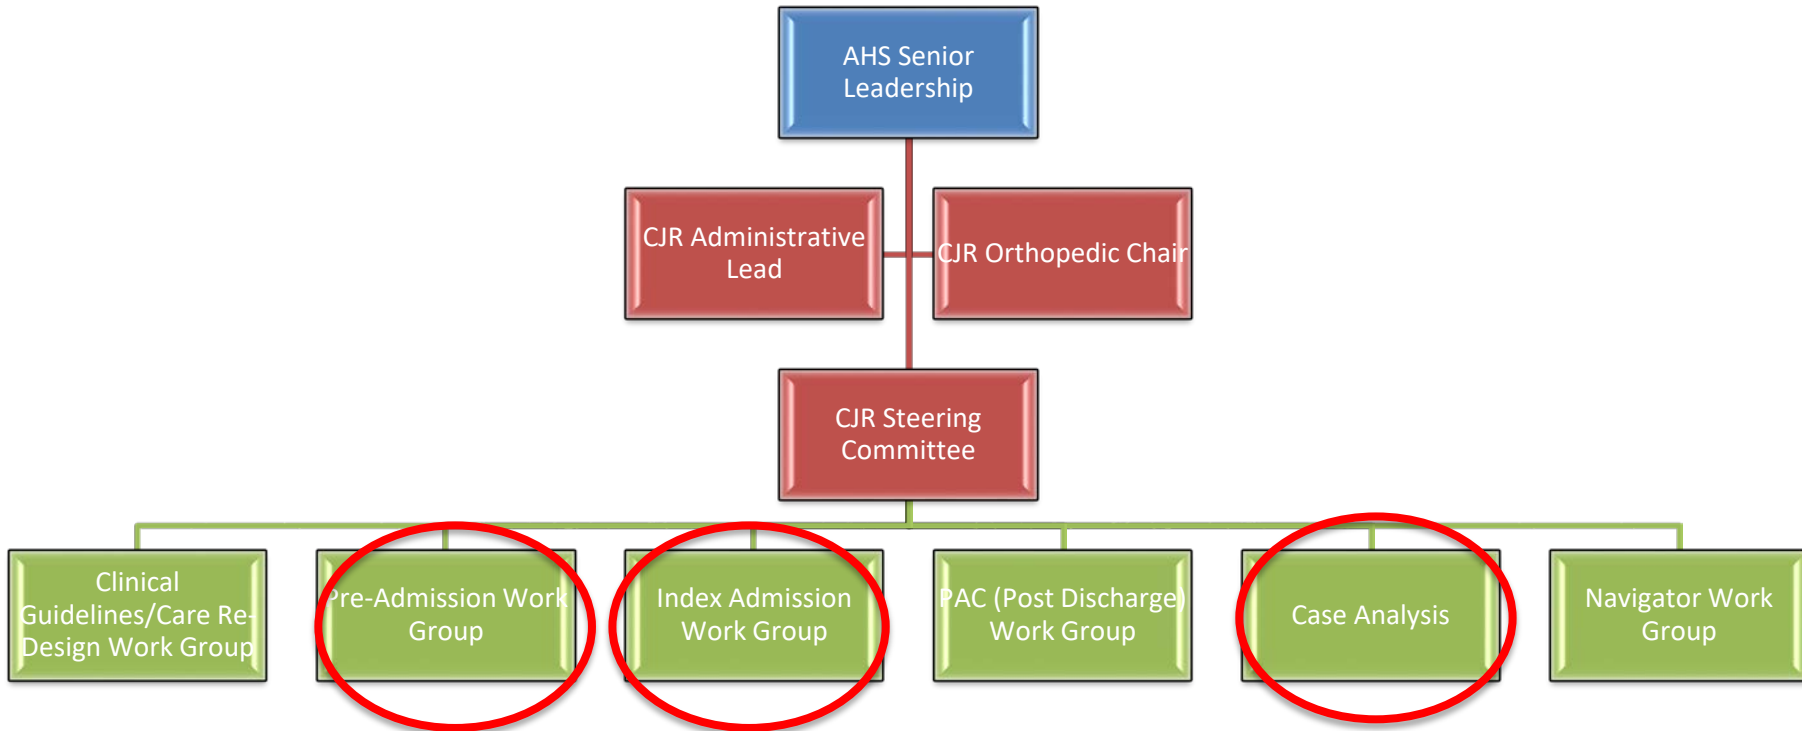 AHS Senior
Leadership
CJR Administrative
Lead
CJR Orthopedic Chair
CJR Steering
Committee
Clinical
Guidelines/Care Re-
Design Work Group
Pre-Admission Work
Group
Index Admission
Work Group
PAC (Post Discharge)
Work Group
Case Analysis
Navigator Work
Group